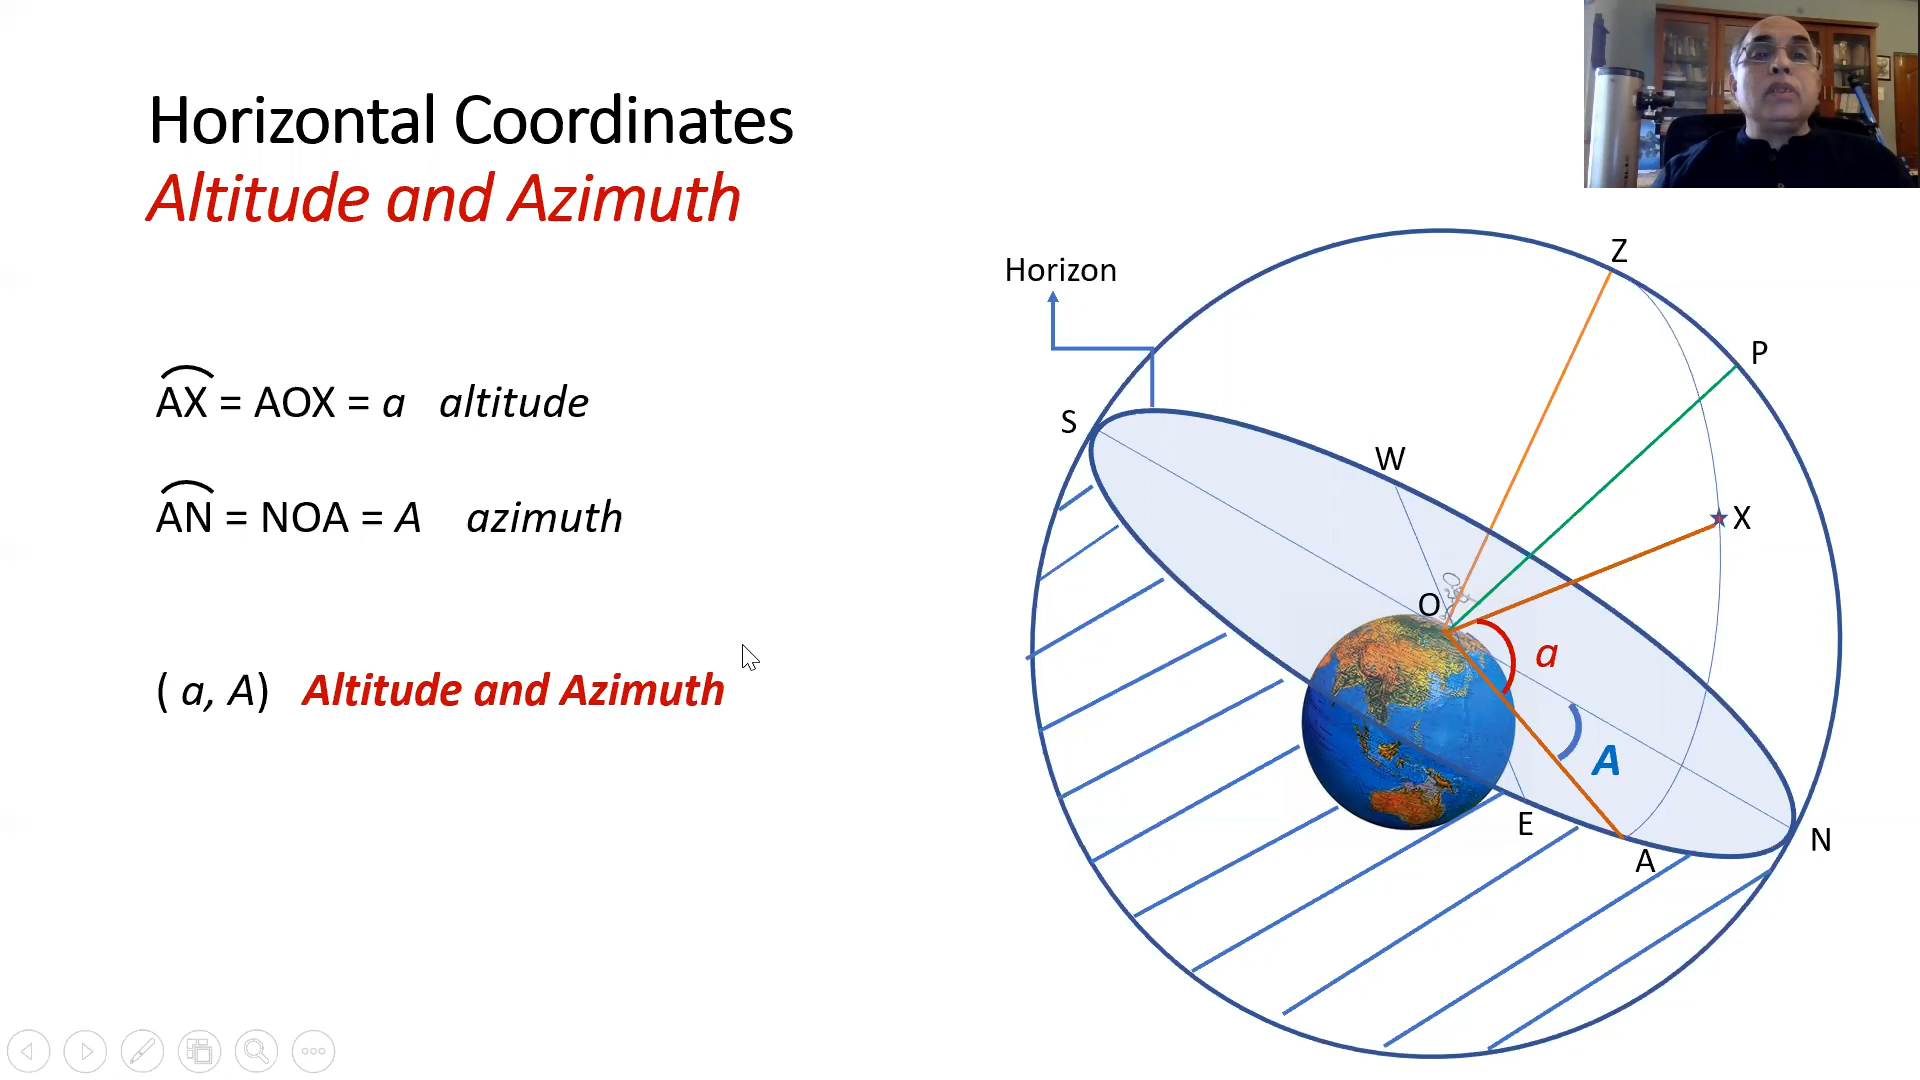 Horizontal Coordinates
Altitude and Azimuth
AX = AOX = a altitude
AN = NOA = A azimuth
( a, A) Altitude and Azimuth
Horizon
Z
P
S
W
X
O
a
A
E
A
N